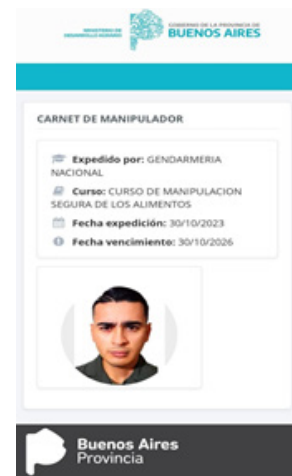 MINISTERIO DE
DESARROLLO AGRARIO
GOBIERNO DE LA PROVINCIA DE
BUENOS AIRES
CARNET DE MANIPULADOR
Expedido por: GENDARMERIA
NACIONAL
Curso: CURSO DE MANIPULACION
SEGURA DE LOS ALIMENTOS
Fecha expedición: 30/10/2023
Fecha vencimiento: 30/10/2026
Buenos Aires
Provincia